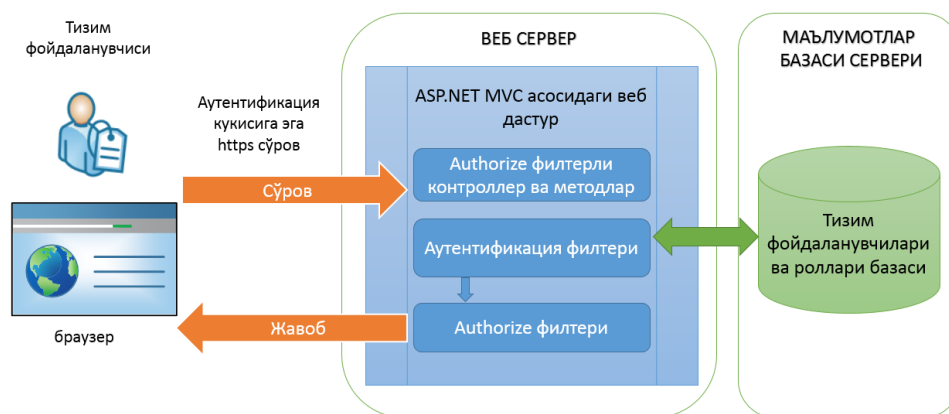 Тизим
фойдаланувчиси
Аутентификация
кукисига эга
https сўров
Сўров
Жавоб
браузер
ВЕБ СЕРВЕР
ASP.NET MVC асосидаги веб
дастур
Authorize филтерли
контроллер ва методлар
Аутентификация филтери
Authorize филтери
МАЪЛУМОТЛАР
БАЗАСИ СЕРВЕРИ
Тизим
фойдаланувчилари
ва роллари базаси